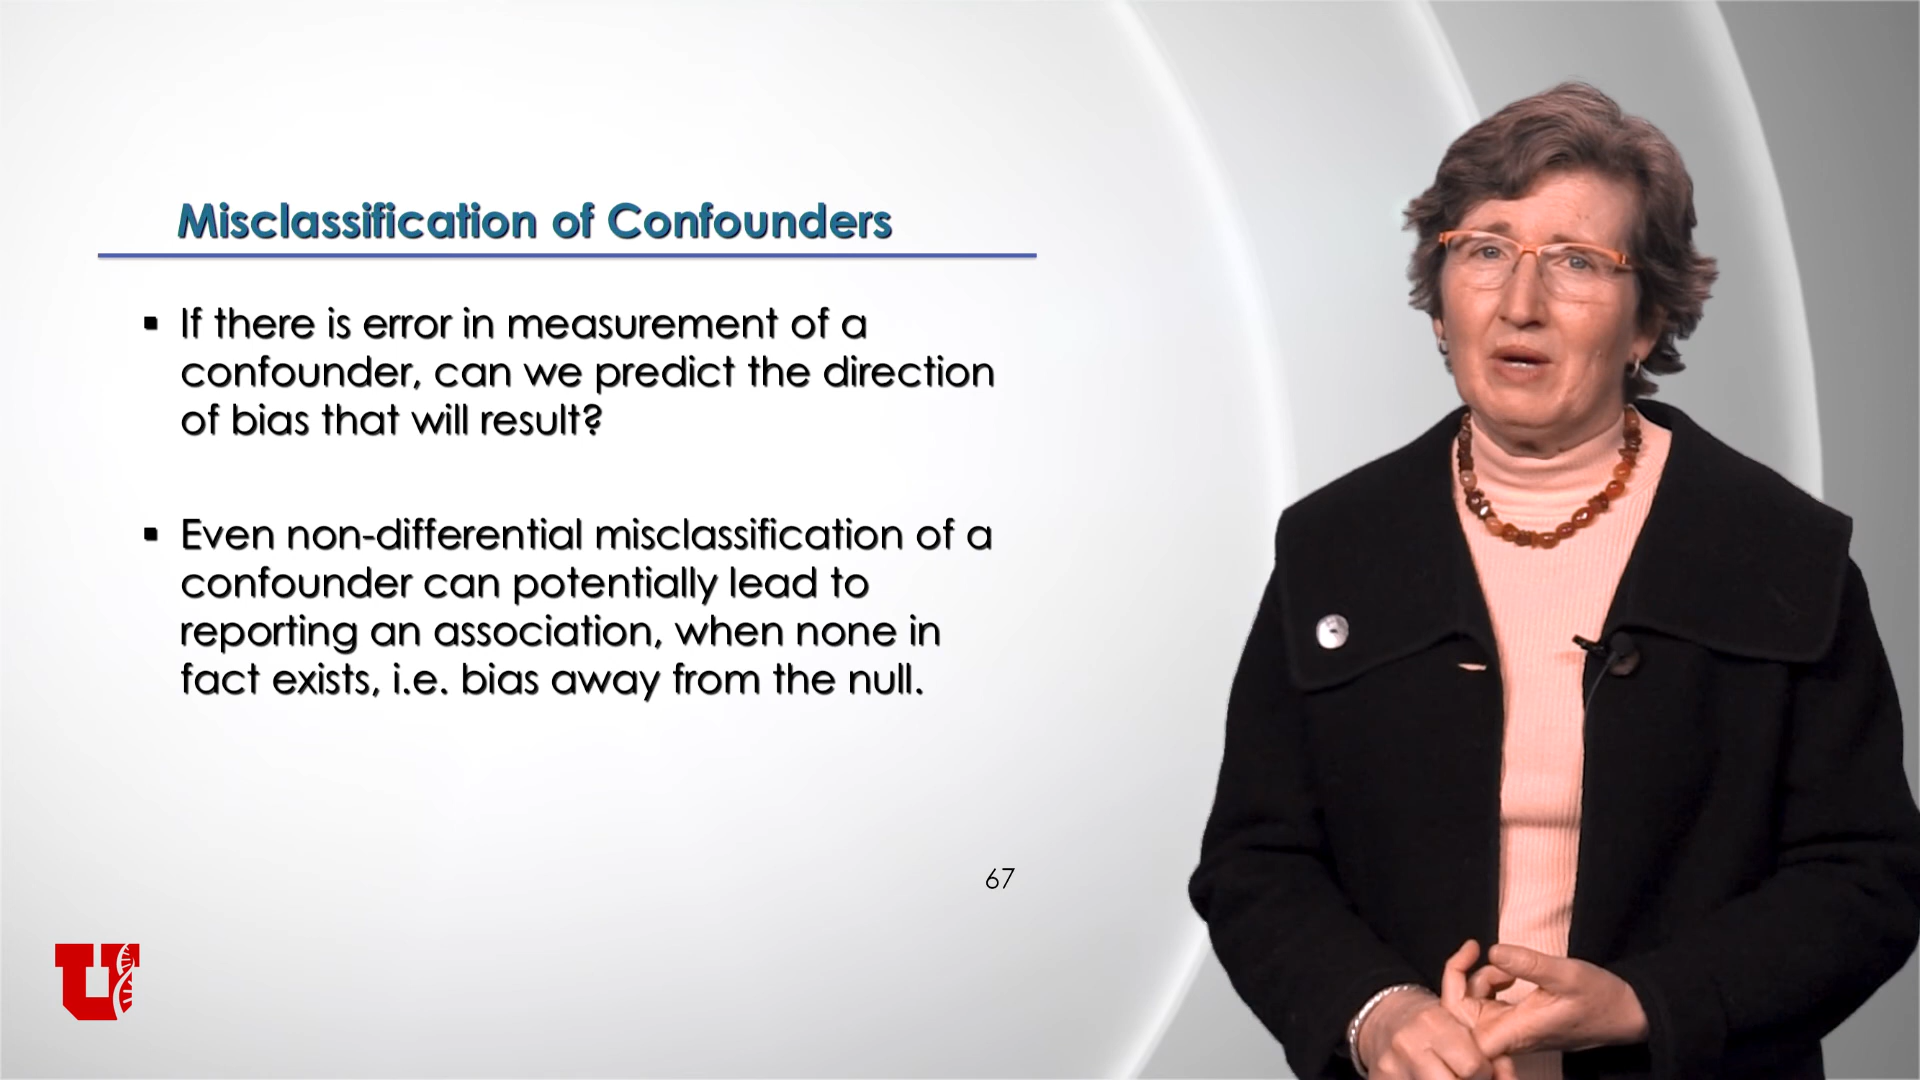 Misclassification of Confounders
▪ If there is error in measurement of a
confounder, can we predict the direction
of bias that will result?
▪ Even non-differential misclassification of a
confounder can potentially lead to
reporting an association, when none in
fact exists, i.e. bias away from the null.
67
U